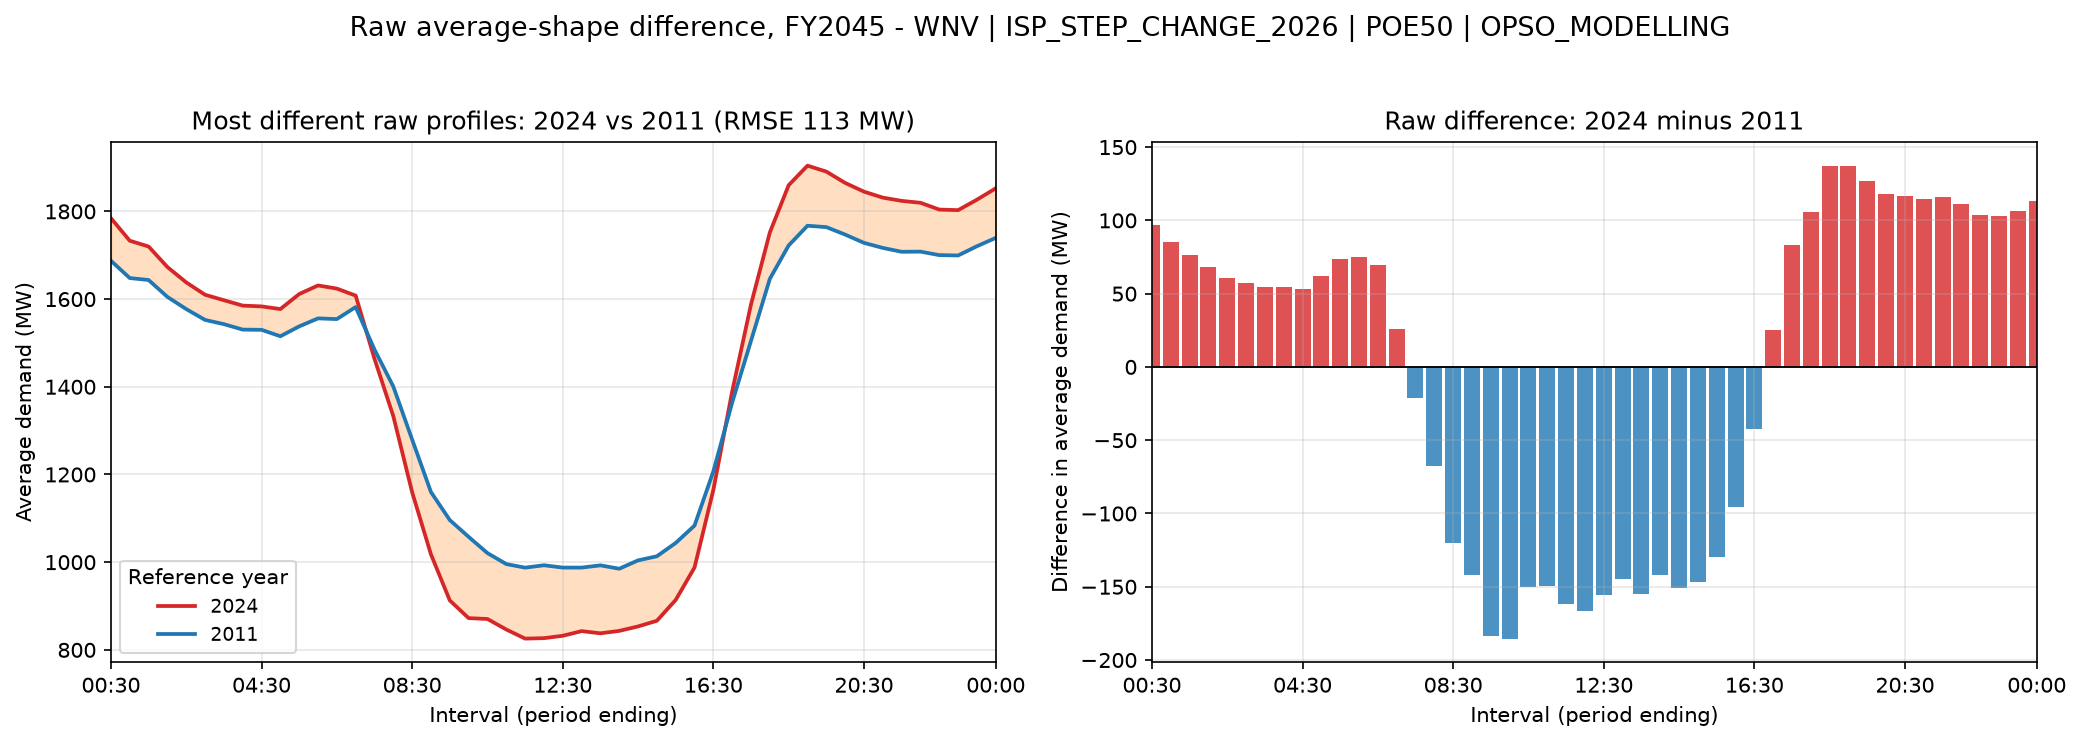 Raw average-shape difference, FY2045 - WNV | ISP_STEP_CHANGE_2026 | POE50 | OPSO_MODELLING
Most different raw profiles: 2024 vs 2011 (RMSE 113 MW)
Average demand (MW)
1800
1600
1400
1200
1000
800
Reference year
2024
2011
00:30 04:30 08:30 12:30 16:30 20:30 00:00
Interval (period ending)
Raw difference: 2024 minus 2011
Difference in average demand (MW)
150
100
50
0
−50
−100
−150
−200
00:30 04:30 08:30 12:30 16:30 20:30 00:00
Interval (period ending)